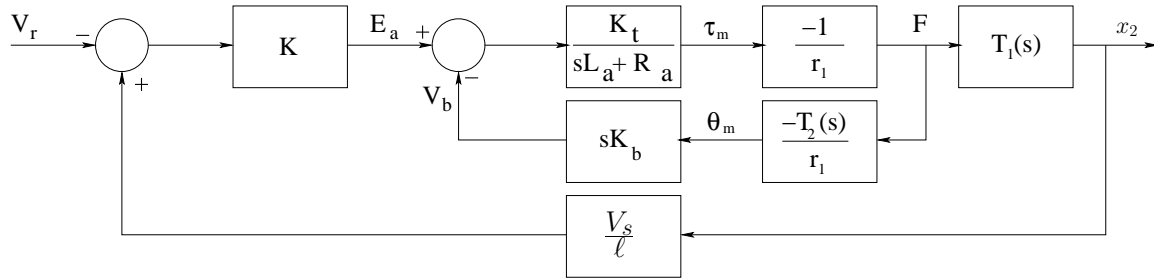 V_r
−
+
K
E_a
+
−
V_b
K_t
sL_a + R_a
τ_m
−1
r_1
F
T_1(s)
x_2
sK_b
θ_m
−T_2(s)
r_1
V_s
ℓ